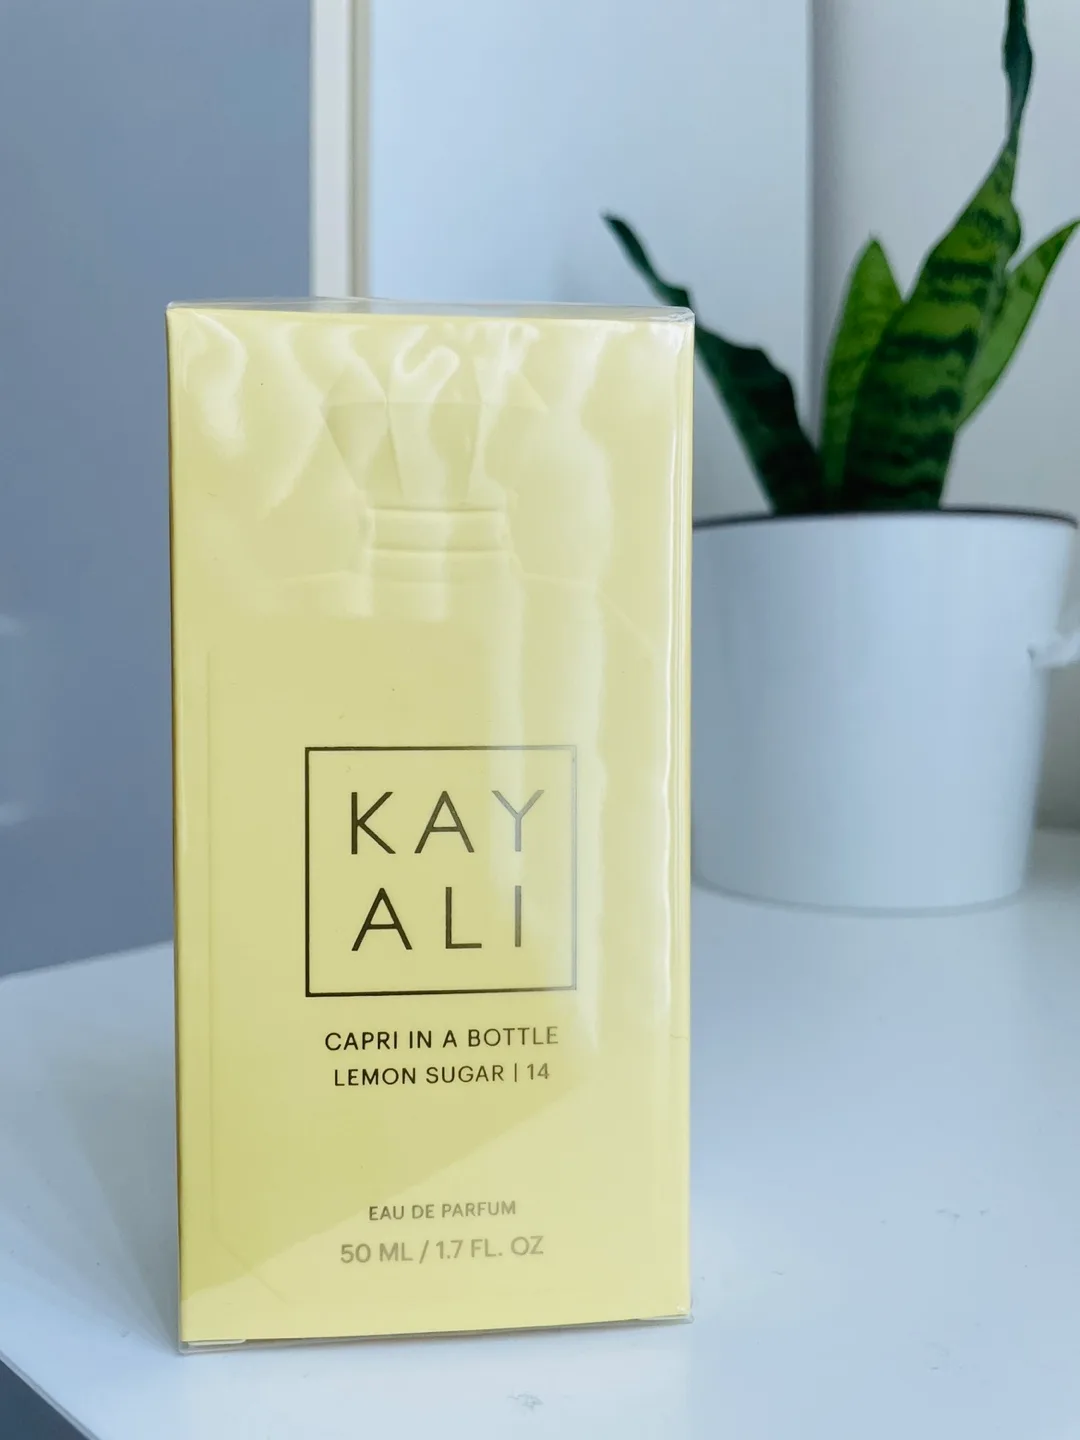 KAY
ALI
CAPRI IN A BOTTLE
LEMON SUGAR | 14
EAU DE PARFUM
50 ML / 1.7 FL. OZ